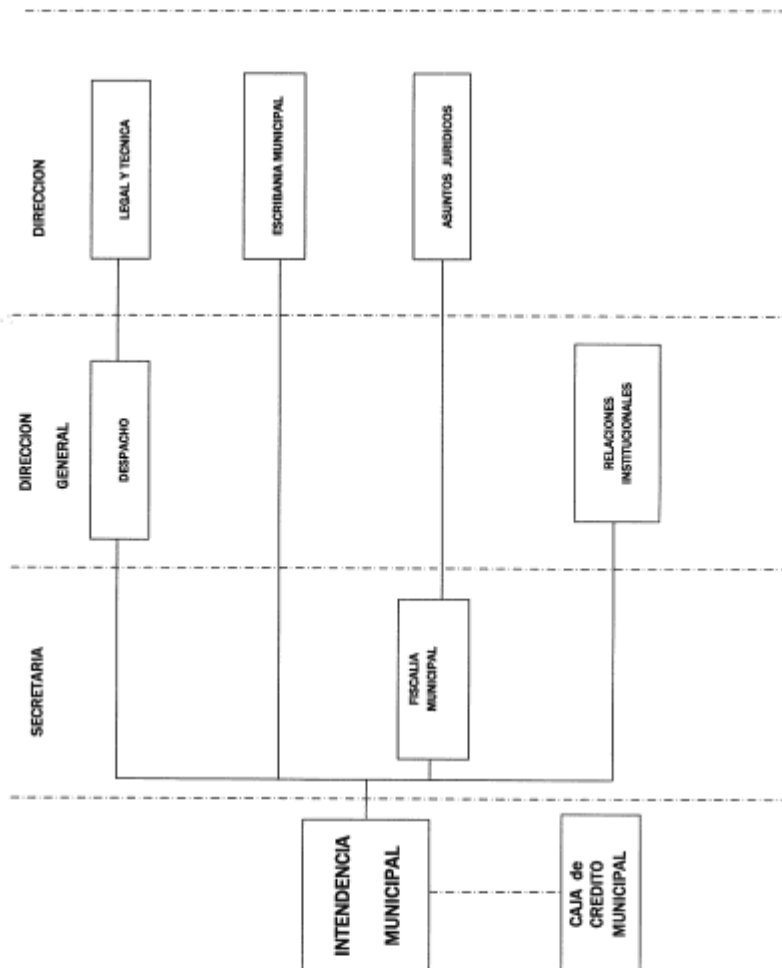 DIRECCION
LEGAL Y TECNICA
ESCRIBANIA MUNICIPAL
ASUNTOS JURIDICOS
DIRECCION
GENERAL
DESPACHO
RELACIONES
INSTITUCIONALES
SECRETARIA
FISCALIA
MUNICIPAL
INTENDENCIA
MUNICIPAL
CAJA de
CREDITO
MUNICIPAL